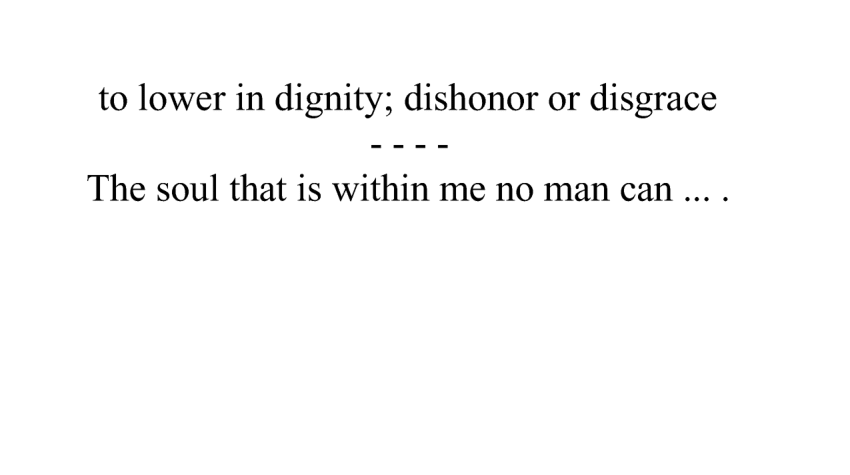 to lower in dignity; dishonor or disgrace
- - - -
The soul that is within me no man can ... .